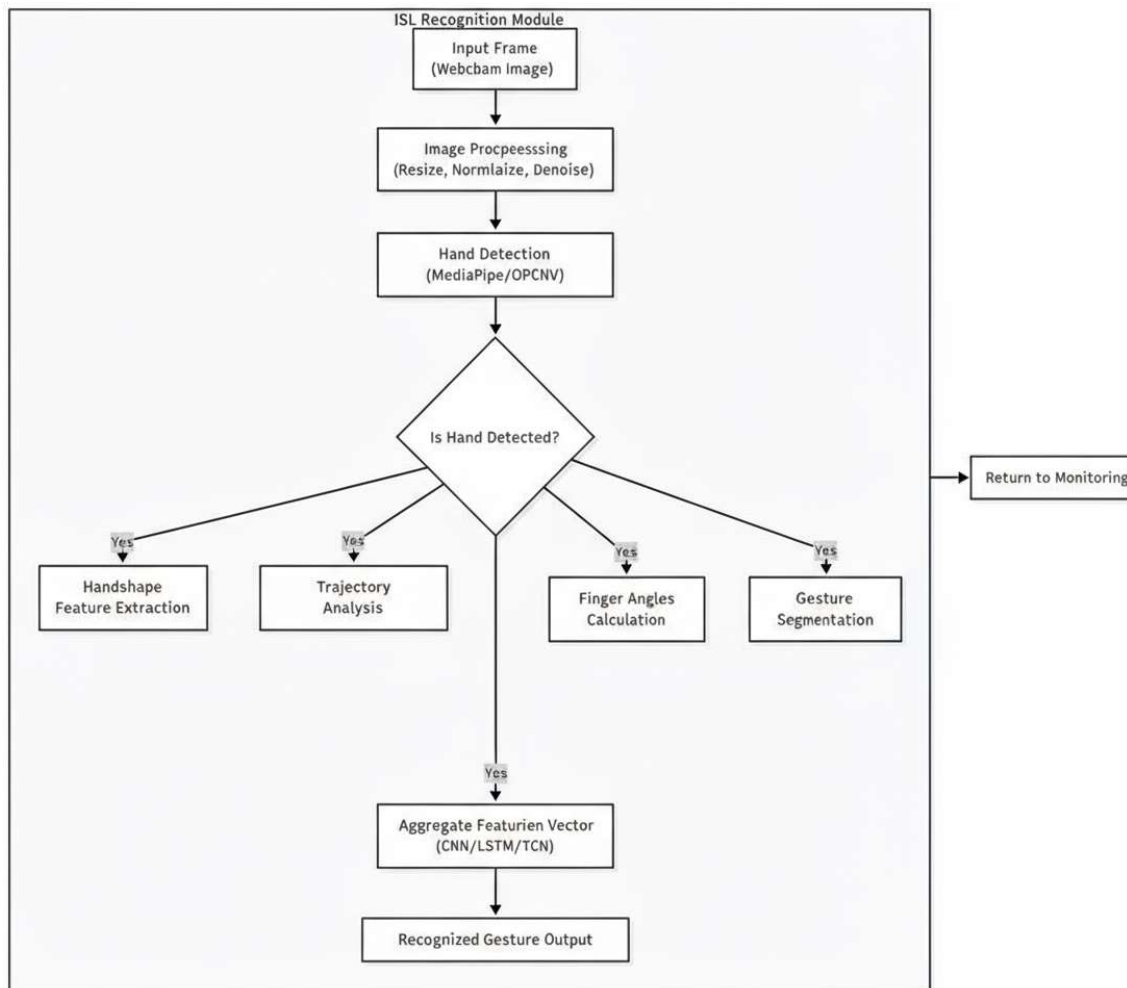 ISL Recognition Module
Input Frame
(Webcbam Image)
Image Procpeesssing
(Resize, Normlaize, Denoise)
Hand Detection
(MediaPipe/OPCNV)
Is Hand Detected?
Return to Monitoring
Yes
Yes
Yes
Yes
Handshape
Feature Extraction
Trajectory
Analysis
Finger Angles
Calculation
Gesture
Segmentation
Yes
Aggregate Featurien Vector
(CNN/LSTM/TCN)
Recognized Gesture Output